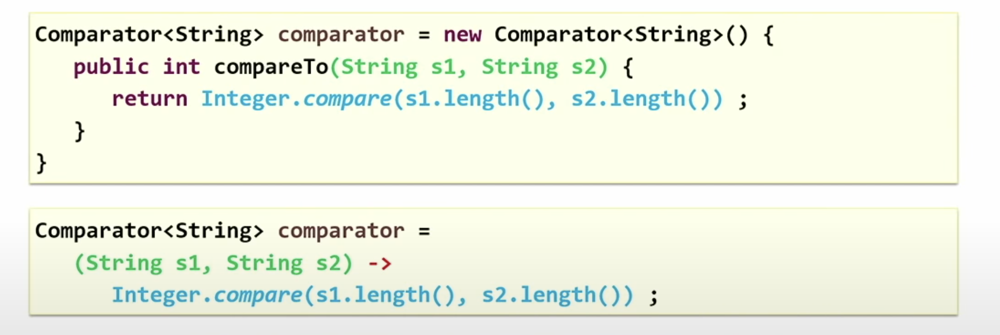 Comparator<String> comparator = new Comparator<String>() {
public int compareTo(String s1, String s2) {
return Integer.compare(s1.length(), s2.length()) ;
}
}
Comparator<String> comparator =
(String s1, String s2) ->
Integer.compare(s1.length(), s2.length()) ;